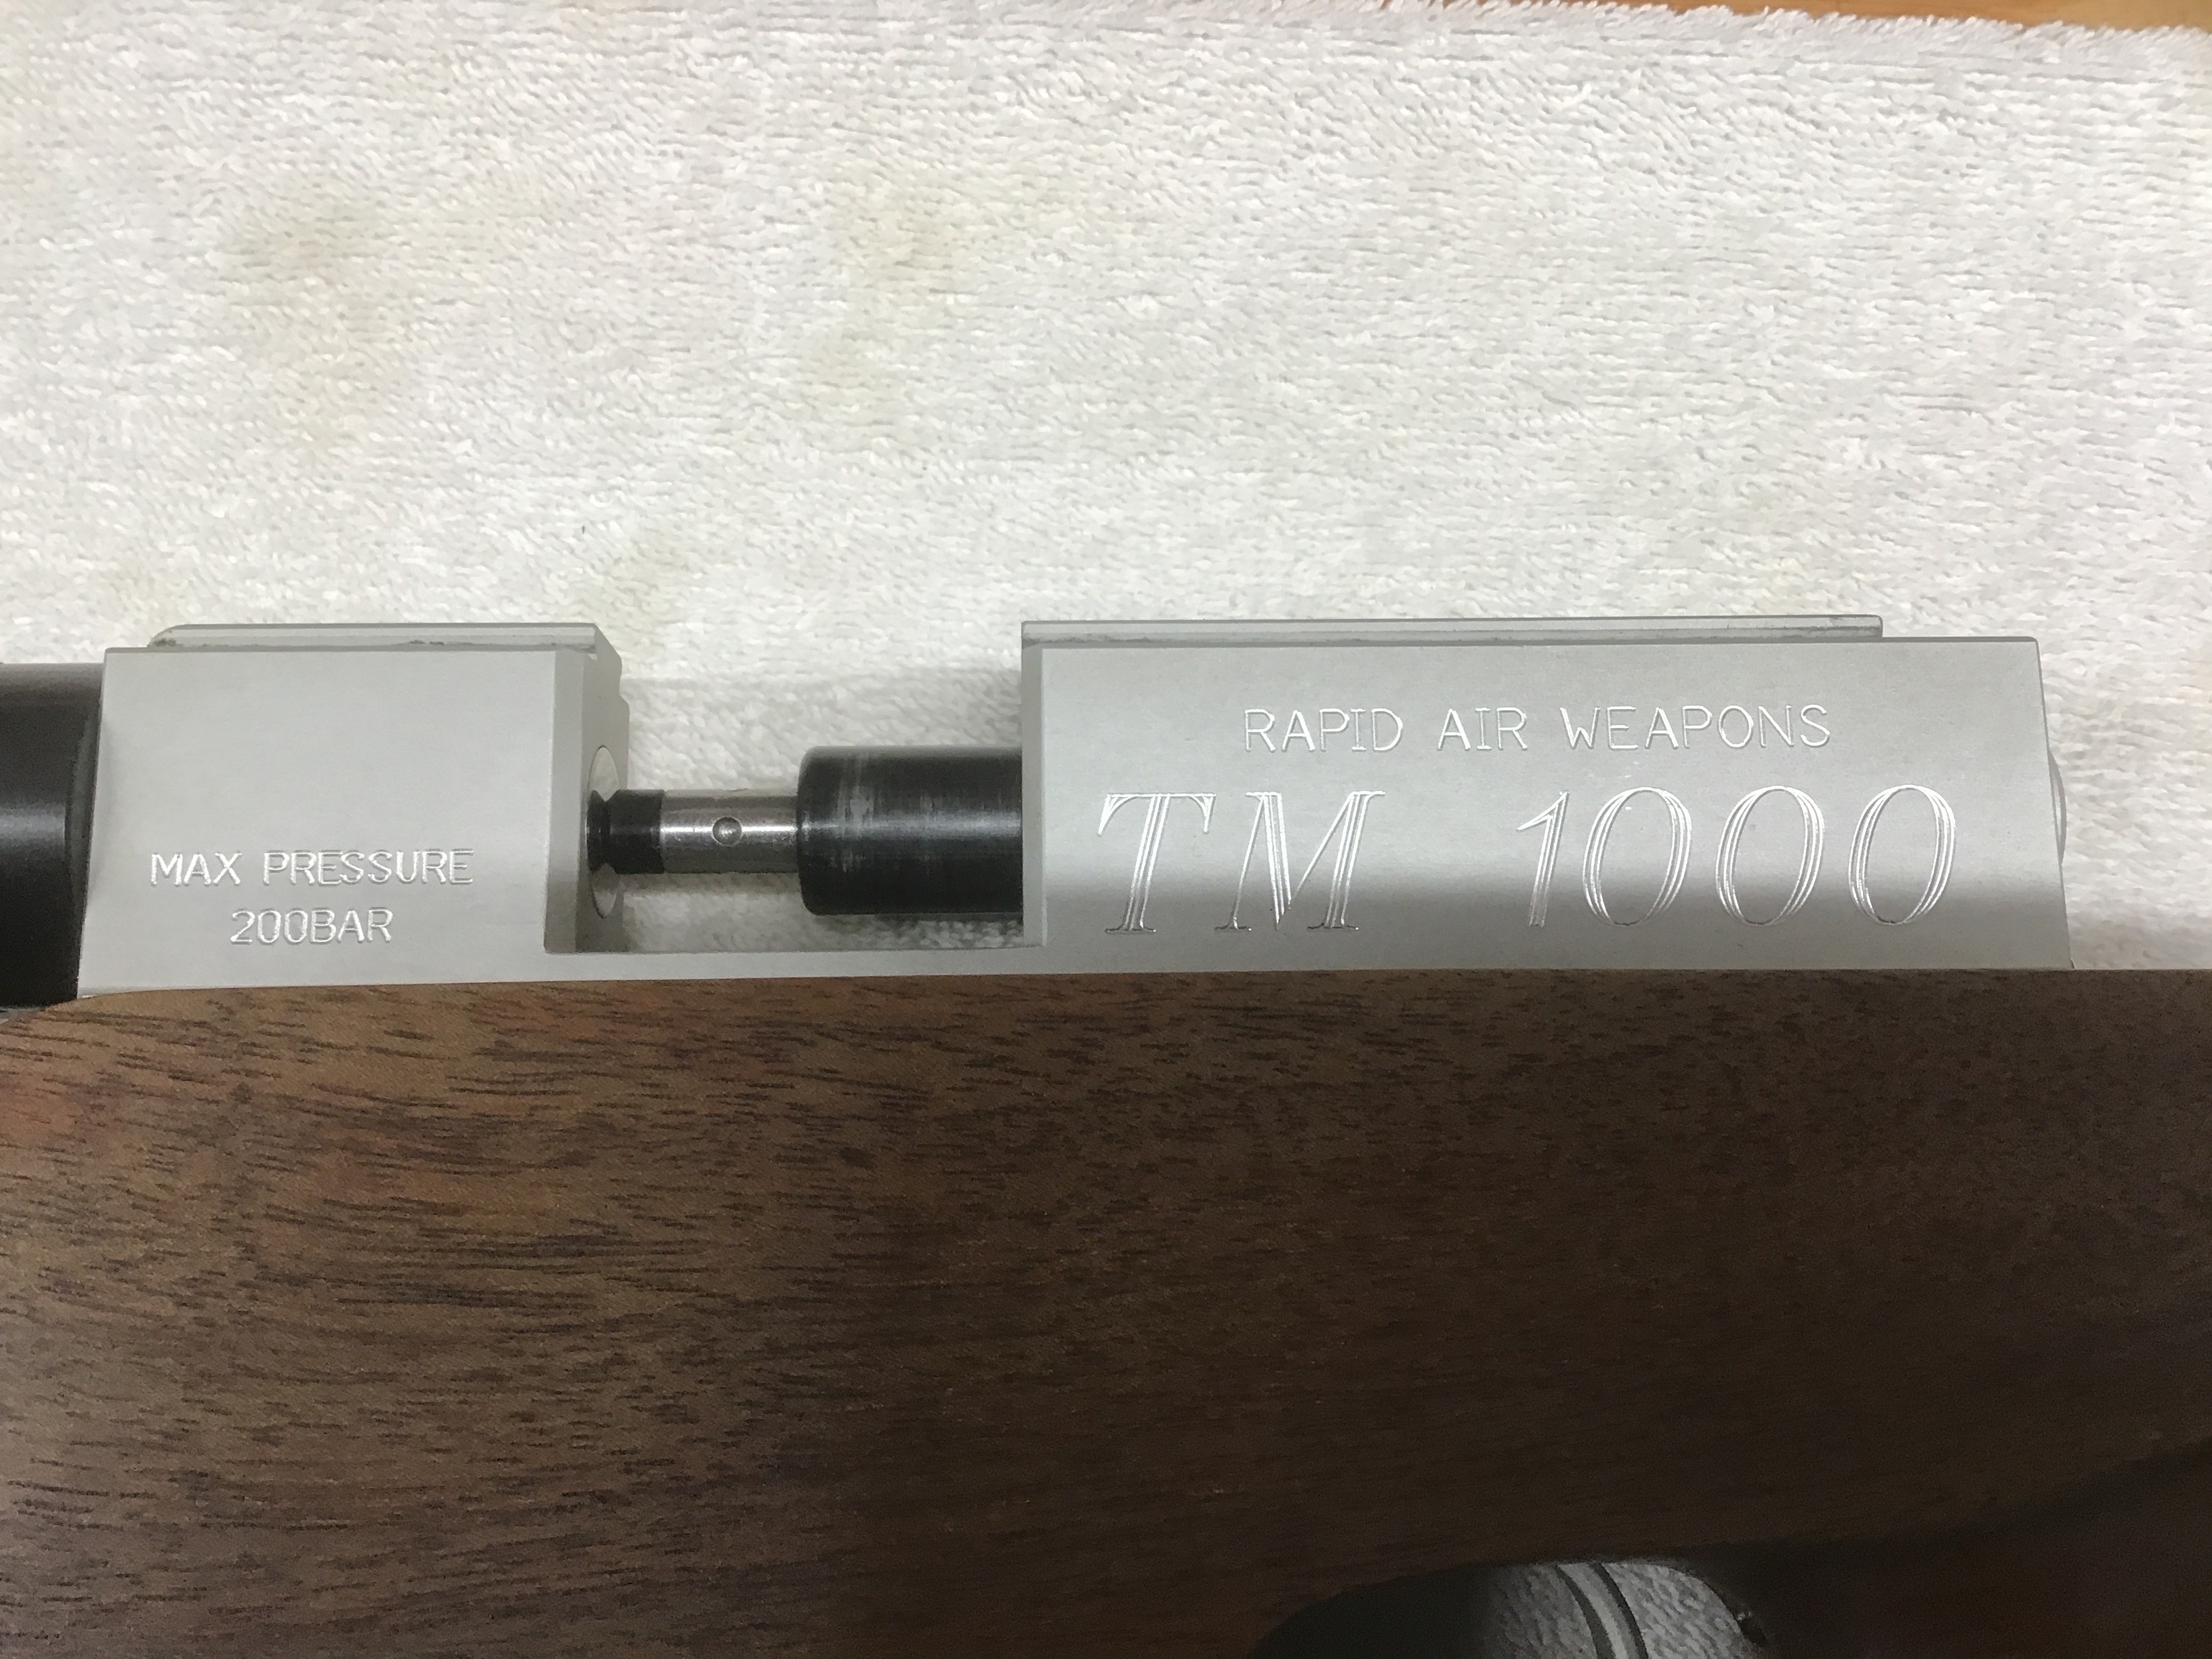 RAPID AIR WEAPONS
TM 1000
MAX PRESSURE
200BAR